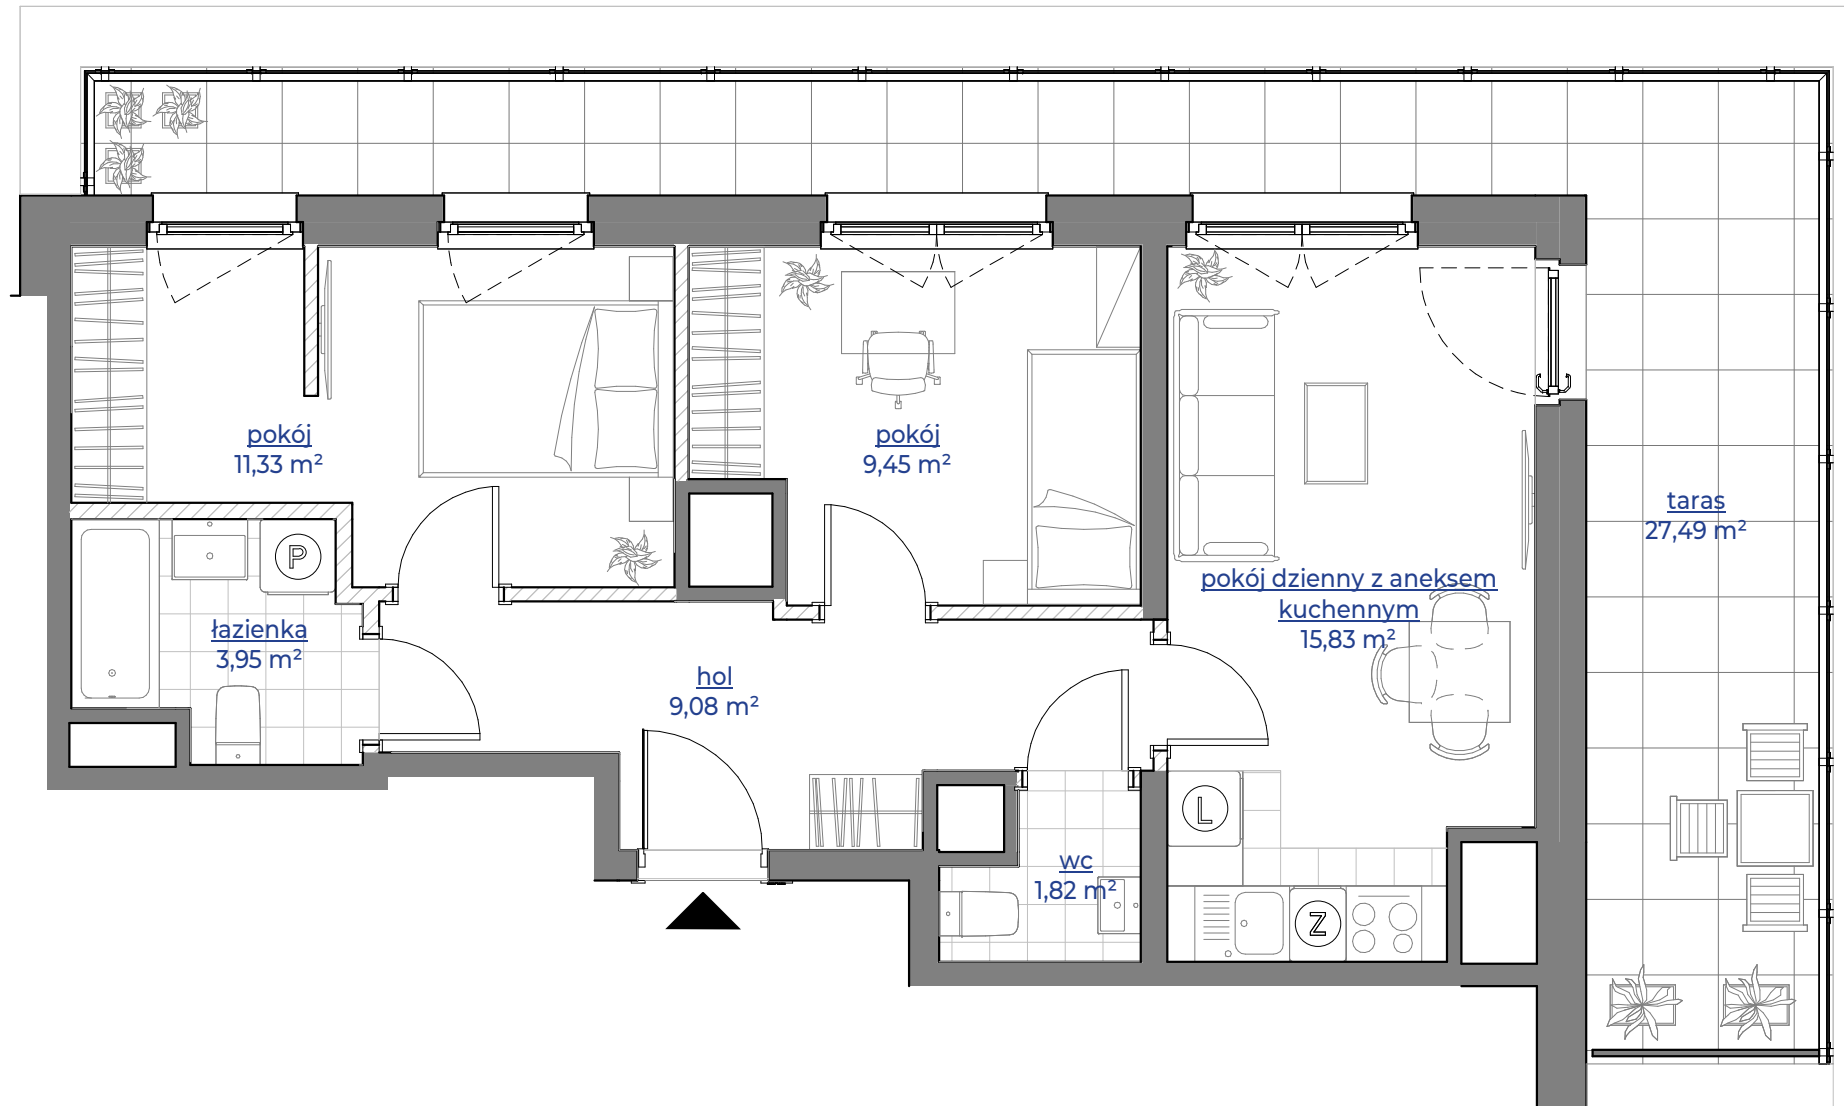 pokój
11,33 m²
pokój
9,45 m²
taras
27,49 m²
pokój dzienny z aneksem
kuchennym
15,83 m²
P
łazienka
3,95 m²
hol
9,08 m²
L
wc
1,82 m²
Z